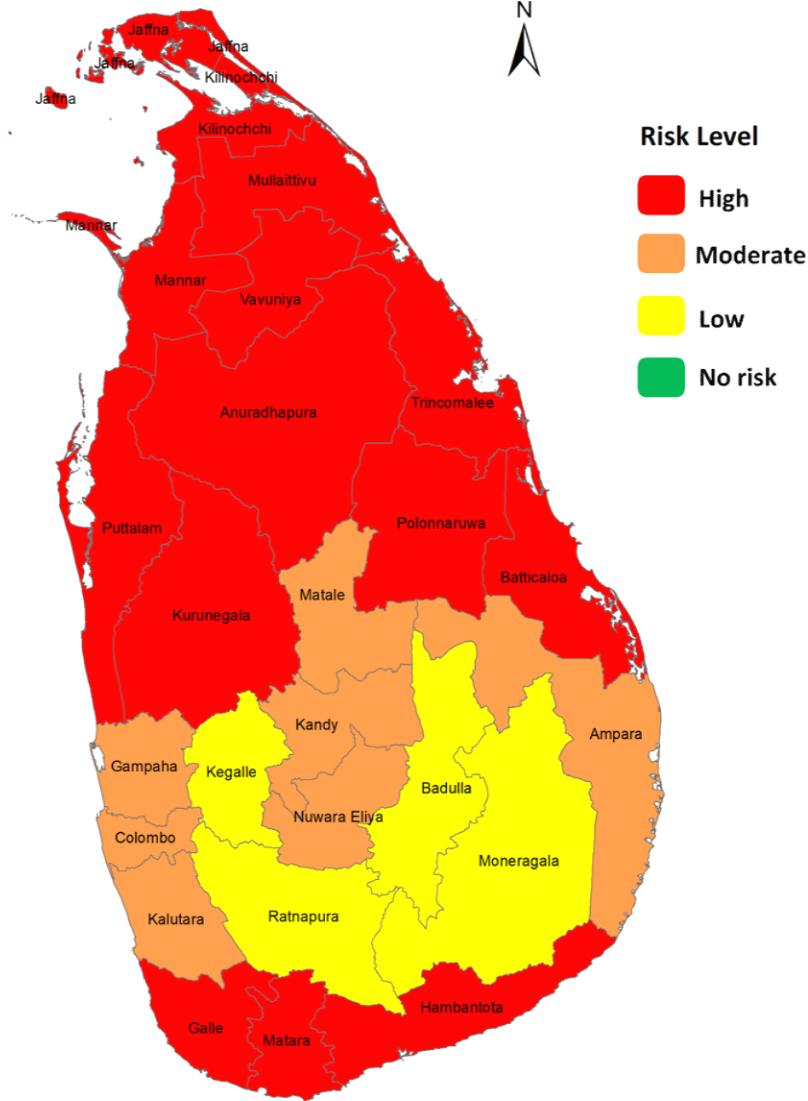 N
Jaffna
Jaffna
Jaffna
Kilinochchi
Jaffna
Kilinochchi
Mullaittivu
Mannar
Mannar
Vavuniya
Anuradhapura
Trincomalee
Puttalam
Polonnaruwa
Batticaloa
Matale
Kurunegala
Kandy
Ampara
Gampaha
Kegalle
Badulla
Nuwara Eliya
Colombo
Moneragala
Kalutara
Ratnapura
Hambantota
Galle
Matara
Risk Level
High
Moderate
Low
No risk